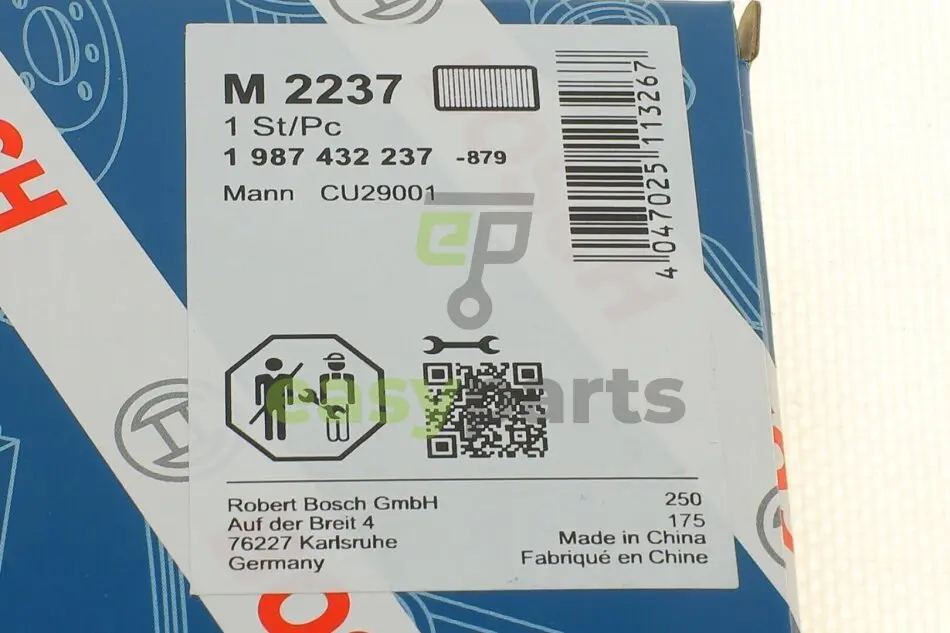 M 2237
1 St/Pc
1 987 432 237 -879
Mann CU29001
4 047025 113267
ep
easyparts
Robert Bosch GmbH
Auf der Breit 4
76227 Karlsruhe
Germany
250
175
Made in China
Fabriqué en Chine